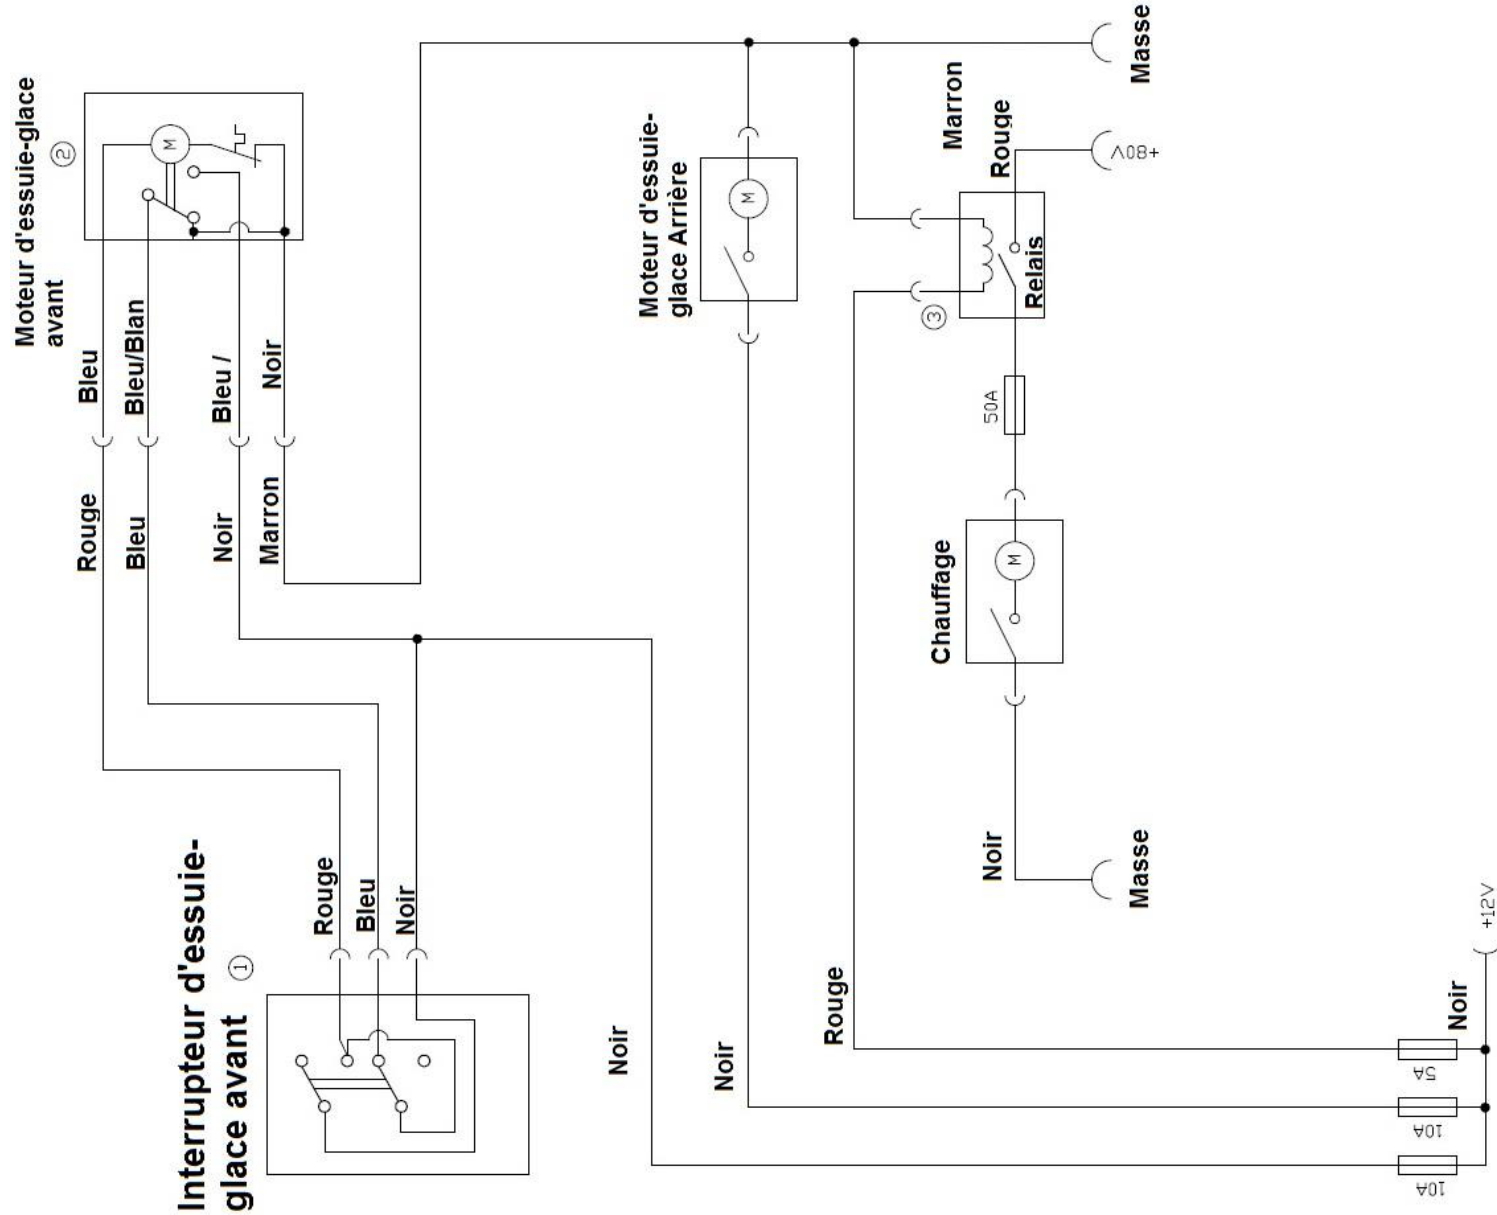 Moteur d'essuie-glace
avant
2
Bleu
Bleu/Blan
Bleu /
Noir
Rouge
Bleu
Noir
Marron
M
Moteur d'essuie-
glace Arrière
M
Marron
Rouge
Masse
+80V
Relais
3
50A
Chauffage
M
Noir
Masse
Interrupteur d'essuie-
glace avant
1
Rouge
Bleu
Noir
Noir
Noir
Rouge
Noir
+12V
5A
10A
10A